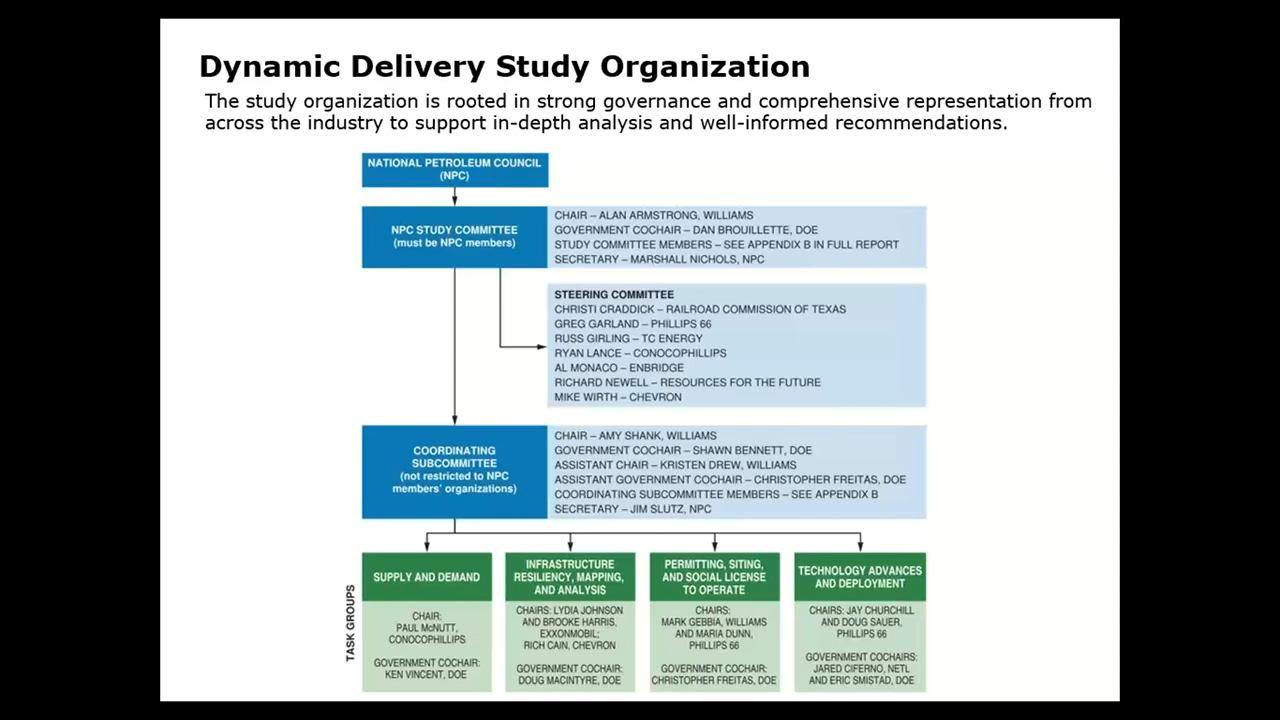 Dynamic Delivery Study Organization
The study organization is rooted in strong governance and comprehensive representation from
across the industry to support in-depth analysis and well-informed recommendations.
NATIONAL PETROLEUM COUNCIL
(NPC)
NPC STUDY COMMITTEE
(must be NPC members)
CHAIR – ALAN ARMSTRONG, WILLIAMS
GOVERNMENT COCHAIR – DAN BROUILLETTE, DOE
STUDY COMMITTEE MEMBERS – SEE APPENDIX B IN FULL REPORT
SECRETARY – MARSHALL NICHOLS, NPC
STEERING COMMITTEE
CHRISTI CRADDICK – RAILROAD COMMISSION OF TEXAS
GREG GARLAND – PHILLIPS 66
RUSS GIRLING – TC ENERGY
RYAN LANCE – CONOCOPHILLIPS
AL MONACO – ENBRIDGE
RICHARD NEWELL – RESOURCES FOR THE FUTURE
MIKE WIRTH – CHEVRON
COORDINATING
SUBCOMMITTEE
(not restricted to NPC
members' organizations)
CHAIR – AMY SHANK, WILLIAMS
GOVERNMENT COCHAIR – SHAWN BENNETT, DOE
ASSISTANT CHAIR – KRISTEN DREW, WILLIAMS
ASSISTANT GOVERNMENT COCHAIR – CHRISTOPHER FREITAS, DOE
COORDINATING SUBCOMMITTEE MEMBERS – SEE APPENDIX B
SECRETARY – JIM SLUTZ, NPC
TASK GROUPS
SUPPLY AND DEMAND
CHAIR:
PAUL McNUTT,
CONOCOPHILLIPS
GOVERNMENT COCHAIR:
KEN VINCENT, DOE
INFRASTRUCTURE
RESILIENCY, MAPPING,
AND ANALYSIS
CHAIRS: LYDIA JOHNSON
AND BROOKE HARRIS,
EXXONMOBIL;
RICH CAIN, CHEVRON
GOVERNMENT COCHAIR:
DOUG MACINTYRE, DOE
PERMITTING, SITING,
AND SOCIAL LICENSE
TO OPERATE
CHAIRS:
MARK GEBBIA, WILLIAMS
AND MARIA DUNN,
PHILLIPS 66
GOVERNMENT COCHAIR:
CHRISTOPHER FREITAS, DOE
TECHNOLOGY ADVANCES
AND DEPLOYMENT
CHAIRS: JAY CHURCHILL
AND DOUG SAUER,
PHILLIPS 66
GOVERNMENT COCHAIRS:
JARED CIFERNO, NETL
AND ERIC SMISTAD, DOE